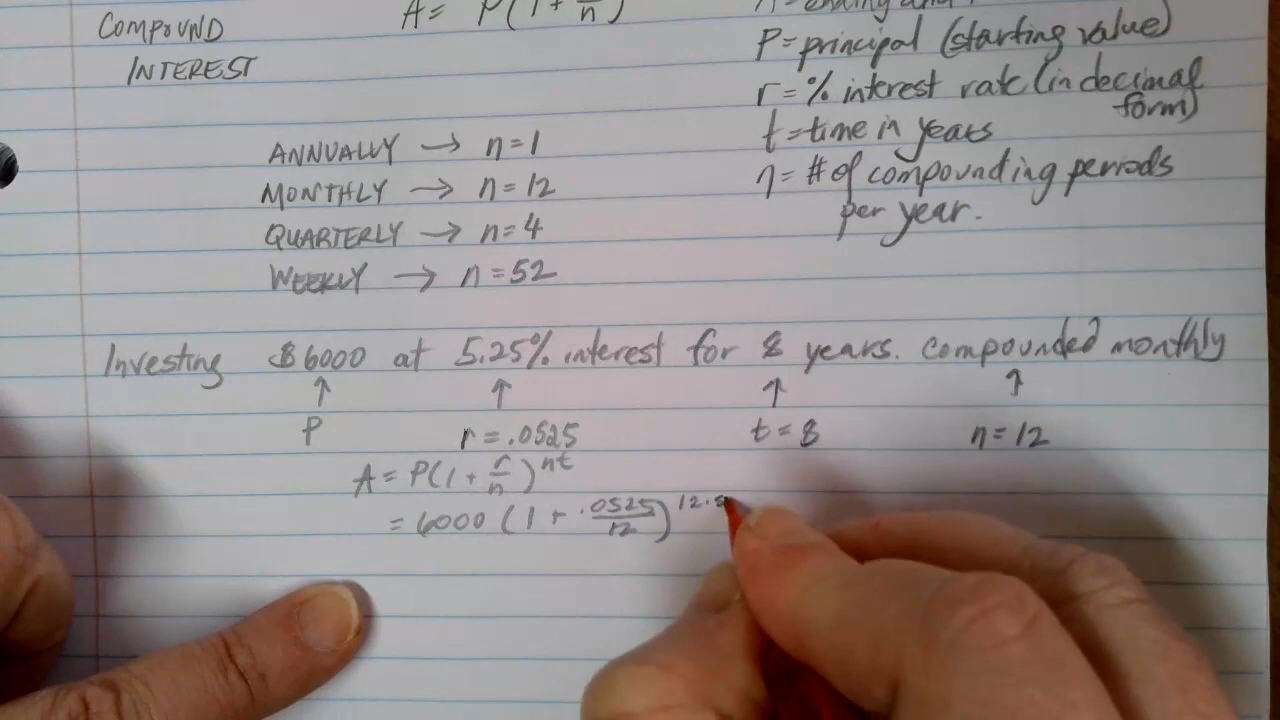 COMPOUND
INTEREST
A = P(1 + r/n)
P = principal (starting value)
r = % interest rate (in decimal
form)
t = time in years
n = # of compounding periods
per year.
ANNUALLY → n = 1
MONTHLY → n = 12
QUARTERLY → n = 4
WEEKLY → n = 52
Investing $6000 at 5.25% interest for 8 years. compounded monthly
↑ ↑ ↑ ↑
P r = .0525 t = 8 n = 12
A = P(1 + r/n)^nt
= 6000 (1 + .0525/12)^12·8